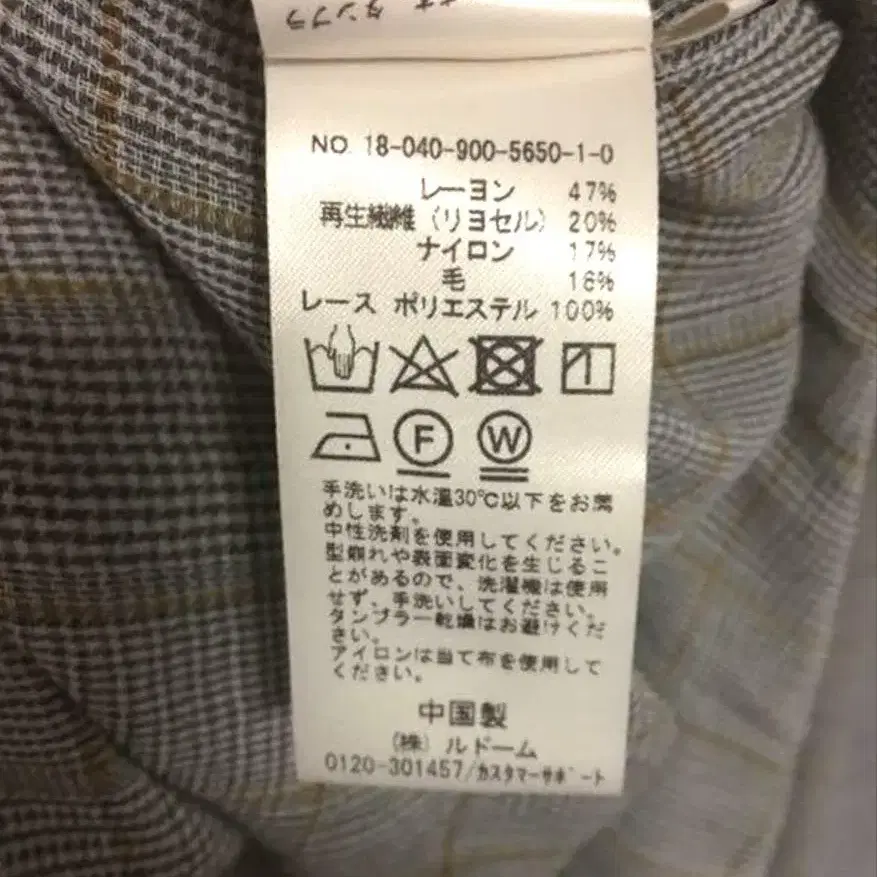 タンブラ
NO. 18-040-900-5650-1-0
レーヨン 47%
再生繊維(リヨセル) 20%
ナイロン 17%
毛 16%
レース ポリエステル 100%
F W
手洗いは水温30℃以下をお薦
めします。
中性洗剤を使用してください。
型崩れや表面変化を生じるこ
とがあるので、洗濯機は使用
せず、手洗いしてください。
タンブラー乾燥はお避けくだ
さい。
アイロンは当て布を使用して
ください。
中国製
(株) ルドーム
0120-301457/カスタマーサポート